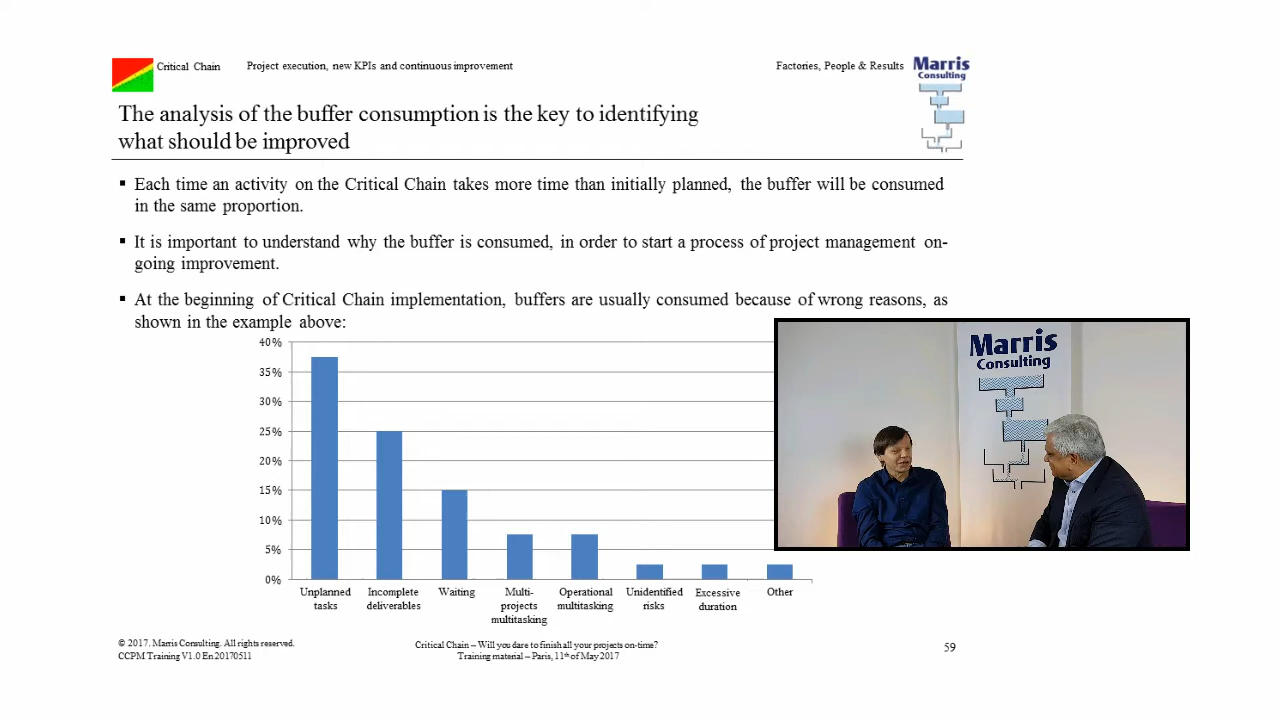 Critical Chain Project execution, new KPIs and continuous improvement Factories, People & Results
Marris
Consulting
The analysis of the buffer consumption is the key to identifying
what should be improved
▪ Each time an activity on the Critical Chain takes more time than initially planned, the buffer will be consumed
in the same proportion.
▪ It is important to understand why the buffer is consumed, in order to start a process of project management on-
going improvement.
▪ At the beginning of Critical Chain implementation, buffers are usually consumed because of wrong reasons, as
shown in the example above:
40%
35%
30%
25%
20%
15%
10%
5%
0%
Unplanned
tasks
Incomplete
deliverables
Waiting
Multi-
projects
multitasking
Operational
multitasking
Unidentified
risks
Excessive
duration
Other
Marris
Consulting
© 2017. Marris Consulting. All rights reserved.
CCPM Training V1.0 En 20170511
Critical Chain – Will you dare to finish all your projects on-time?
Training material – Paris, 11th of May 2017
59